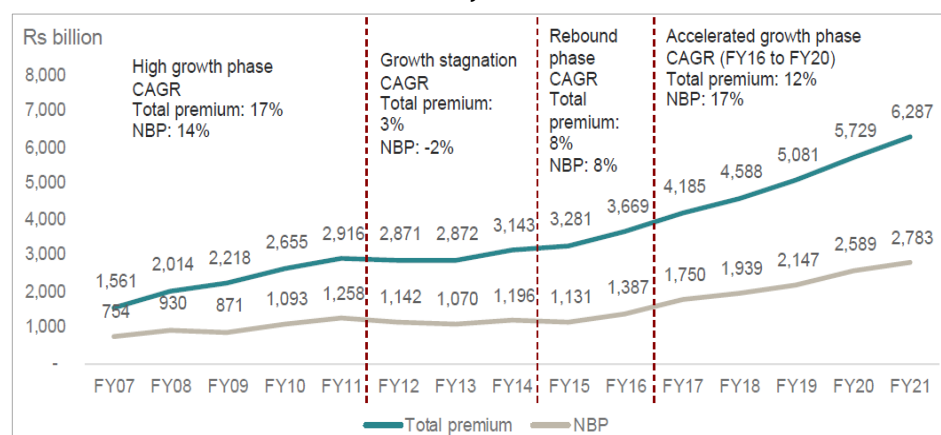 Rs billion
8,000
7,000
6,000
5,000
4,000
3,000
2,000
1,000
-
High growth phase
CAGR
Total premium: 17%
NBP: 14%
Growth stagnation
CAGR
Total premium:
3%
NBP: -2%
Rebound
phase
CAGR
Total
premium:
8%
NBP: 8%
Accelerated growth phase
CAGR (FY16 to FY20)
Total premium: 12%
NBP: 17%
1,561 2,014 2,218 2,655 2,916 2,871 2,872 3,143 3,281 3,669 4,185 4,588 5,081 5,729 6,287
754 930 871 1,093 1,258 1,142 1,070 1,196 1,131 1,387 1,750 1,939 2,147 2,589 2,783
FY07 FY08 FY09 FY10 FY11 FY12 FY13 FY14 FY15 FY16 FY17 FY18 FY19 FY20 FY21
Total premium NBP